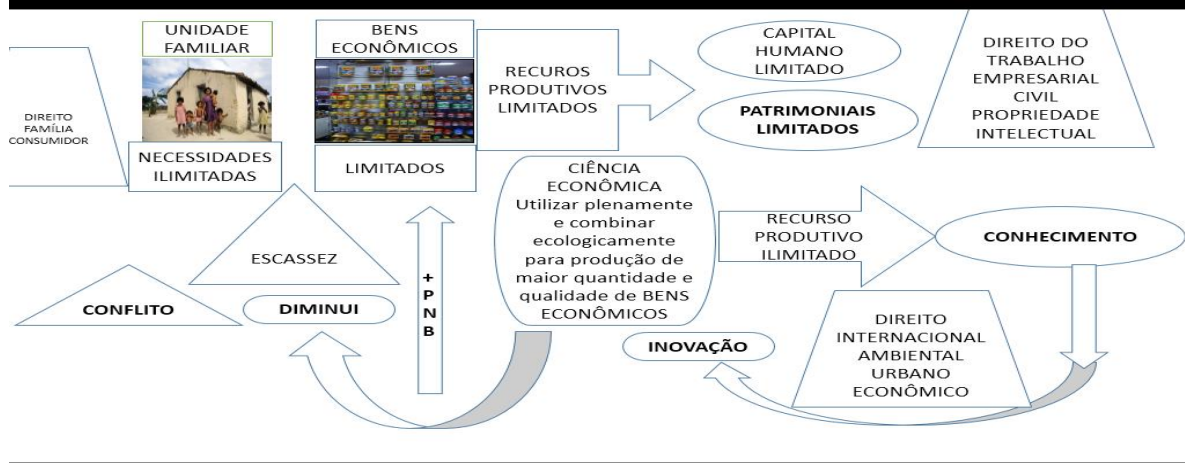 DIREITO
FAMÍLIA
CONSUMIDOR
UNIDADE
FAMILIAR
NECESSIDADES
ILIMITADAS
BENS
ECONÔMICOS
LIMITADOS
RECUROS
PRODUTIVOS
LIMITADOS
CAPITAL
HUMANO
LIMITADO
PATRIMONIAIS
LIMITADOS
DIREITO DO
TRABALHO
EMPRESARIAL
CIVIL
PROPRIEDADE
INTELECTUAL
ESCASSEZ
CONFLITO
DIMINUI
+
P
N
B
CIÊNCIA
ECONÔMICA
Utilizar plenamente
e combinar
ecologicamente
para produção de
maior quantidade e
qualidade de BENS
ECONÔMICOS
RECURSO
PRODUTIVO
ILIMITADO
CONHECIMENTO
INOVAÇÃO
DIREITO
INTERNACIONAL
AMBIENTAL
URBANO
ECONÔMICO